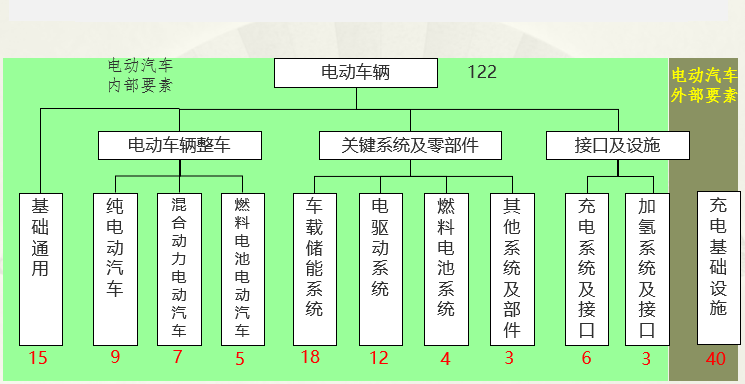 电动汽车
内部要素
电动车辆
122
电动汽车
外部要素
电动车辆整车
关键系统及零部件
接口及设施
基础通用
纯电动汽车
混合动力电动汽车
燃料电池电动汽车
车载储能系统
电驱动系统
燃料电池系统
其他系统及部件
充电系统及接口
加氢系统及接口
充电基础设施
15
9
7
5
18
12
4
3
6
3
40